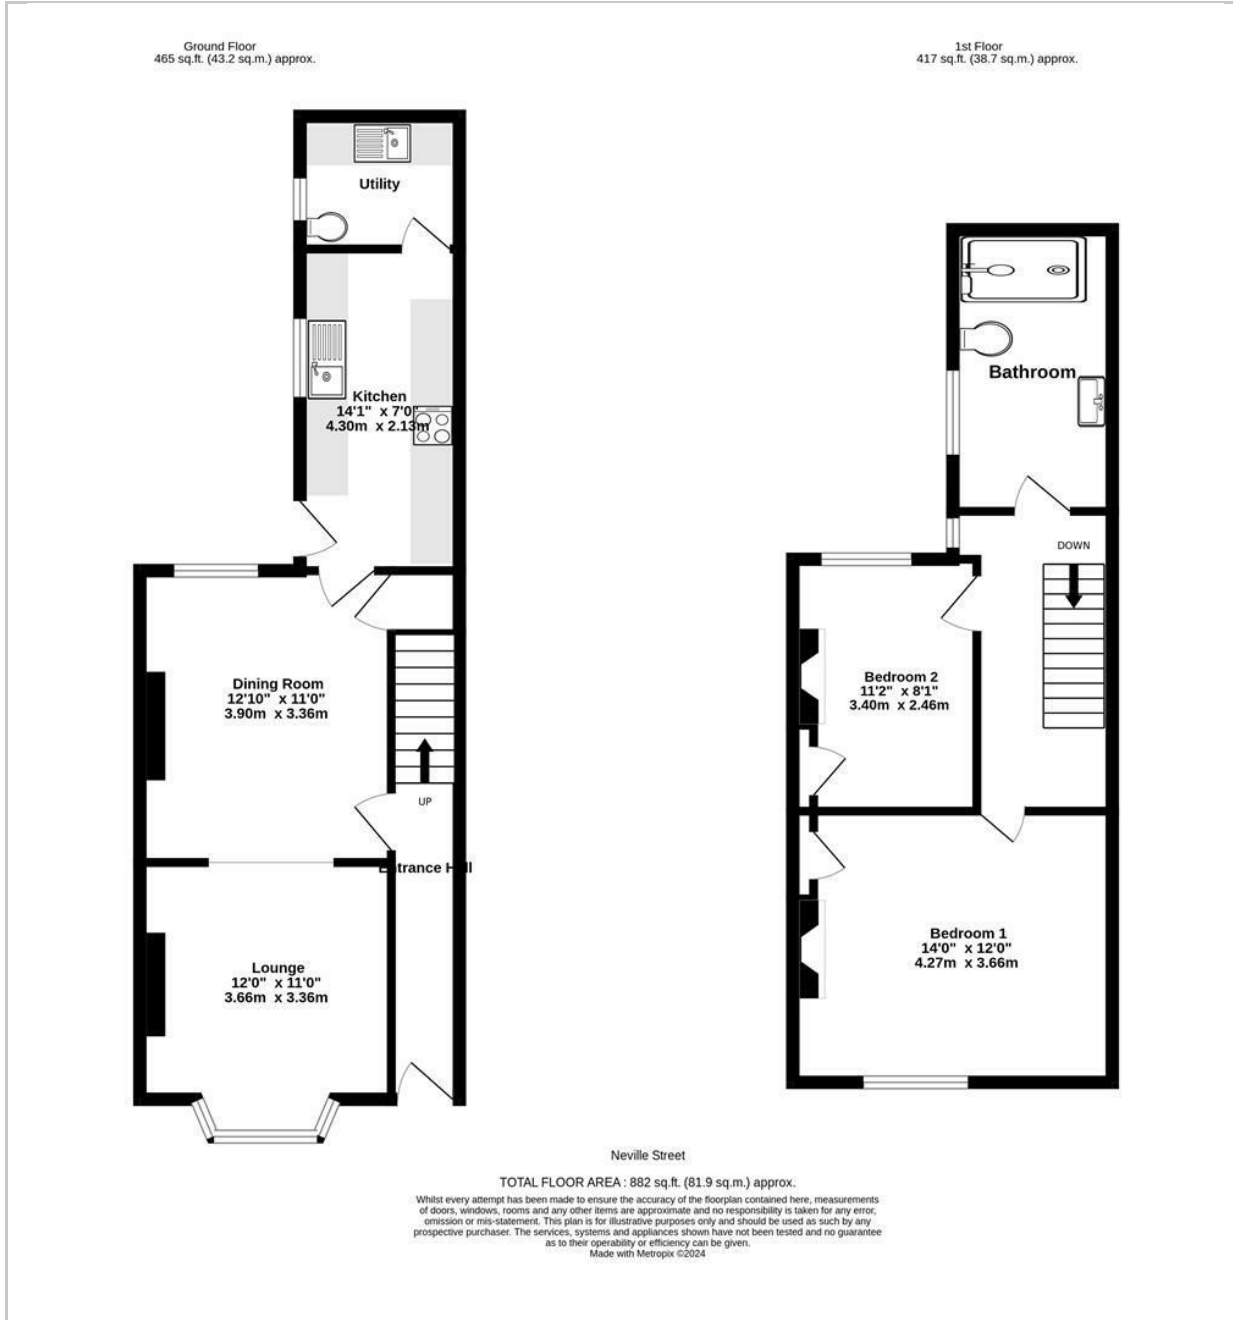 Ground Floor
465 sq.ft. (43.2 sq.m.) approx.
1st Floor
417 sq.ft. (38.7 sq.m.) approx.
Utility
Kitchen
14'1" x 7'0"
4.30m x 2.13m
Dining Room
12'10" x 11'0"
3.90m x 3.36m
UP
Entrance Hall
Lounge
12'0" x 11'0"
3.66m x 3.36m
Bathroom
DOWN
Bedroom 2
11'2" x 8'1"
3.40m x 2.46m
Bedroom 1
14'0" x 12'0"
4.27m x 3.66m
Neville Street
TOTAL FLOOR AREA : 882 sq.ft. (81.9 sq.m.) approx.
Whilst every attempt has been made to ensure the accuracy of the floorplan contained here, measurements
of doors, windows, rooms and any other items are approximate and no responsibility is taken for any error,
omission or mis-statement. This plan is for illustrative purposes only and should be used as such by any
prospective purchaser. The services, systems and appliances shown have not been tested and no guarantee
as to their operability or efficiency can be given.
Made with Metropix ©2024